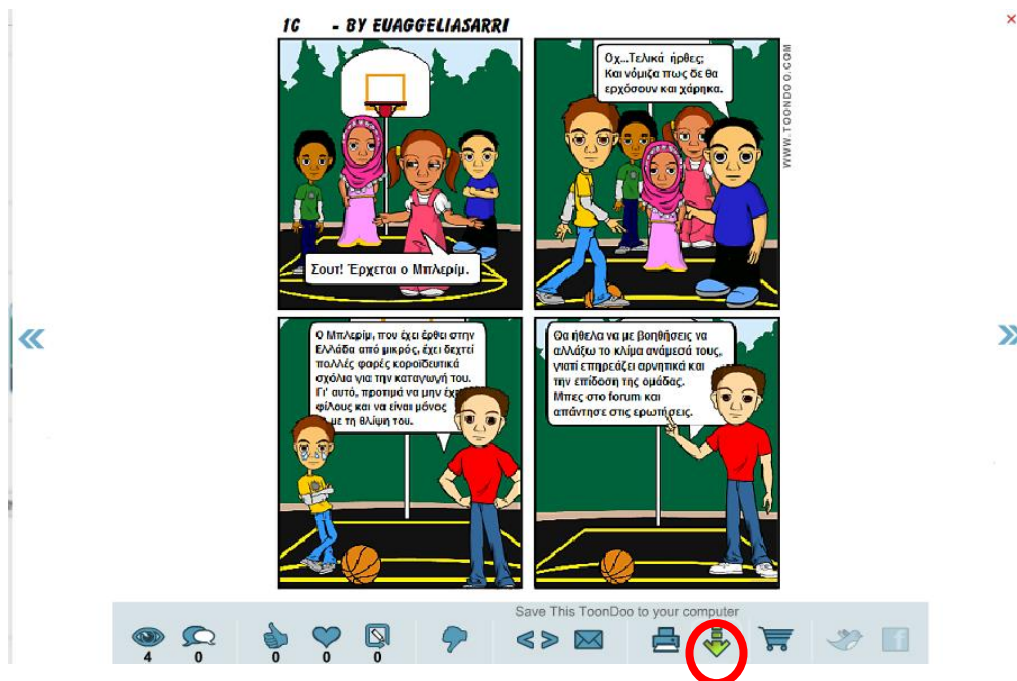 1C - BY EUAGGELIASARRI
Σουτ! Έρχεται ο Μπλερίμ.
Οχ...Τελικά ήρθες;
Και νόμιζα πως δε θα
ερχόσουν και χάρηκα.
WWW.TOONDOO.COM
Ο Μπλερίμ, που έχει έρθει στην
Ελλάδα από μικρός, έχει δεχτεί
πολλές φορές κοροϊδευτικά
σχόλια για την καταγωγή του.
Γι' αυτό, προτιμά να μην έχει
φίλους και να είναι μόνος
με τη θλίψη του.
Θα ήθελα να με βοηθήσεις να
αλλάξω το κλίμα ανάμεσά τους,
γιατί επηρεάζει αρνητικά και
την επίδοση της ομάδας.
Μπες στο forum και
απάντησε στις ερωτήσεις.
Save This ToonDoo to your computer
4 0 0 0 0